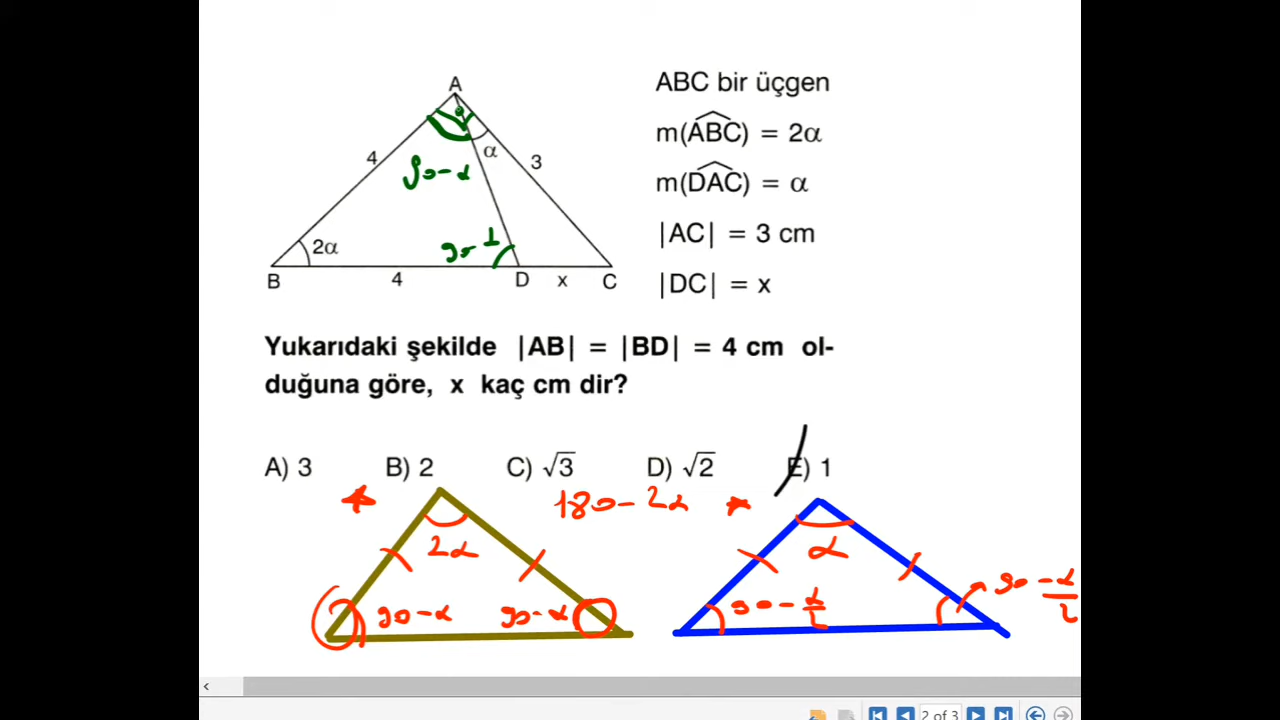 A
ABC bir üçgen
m(ABC) = 2α
4
α
3
90-α
m(DAC) = α
|AC| = 3 cm
2α
90-α
B
4
D
x
C
|DC| = x
Yukarıdaki şekilde |AB| = |BD| = 4 cm ol-
duğuna göre, x kaç cm dir?
A) 3 B) 2 C) √3 D) √2 E) 1
180-2α
2α
α
90-α 90-α
90-α/2
90-α/2
2 of 3